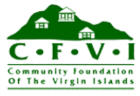 C • F • V • I
Community Foundation
Of The Virgin Islands